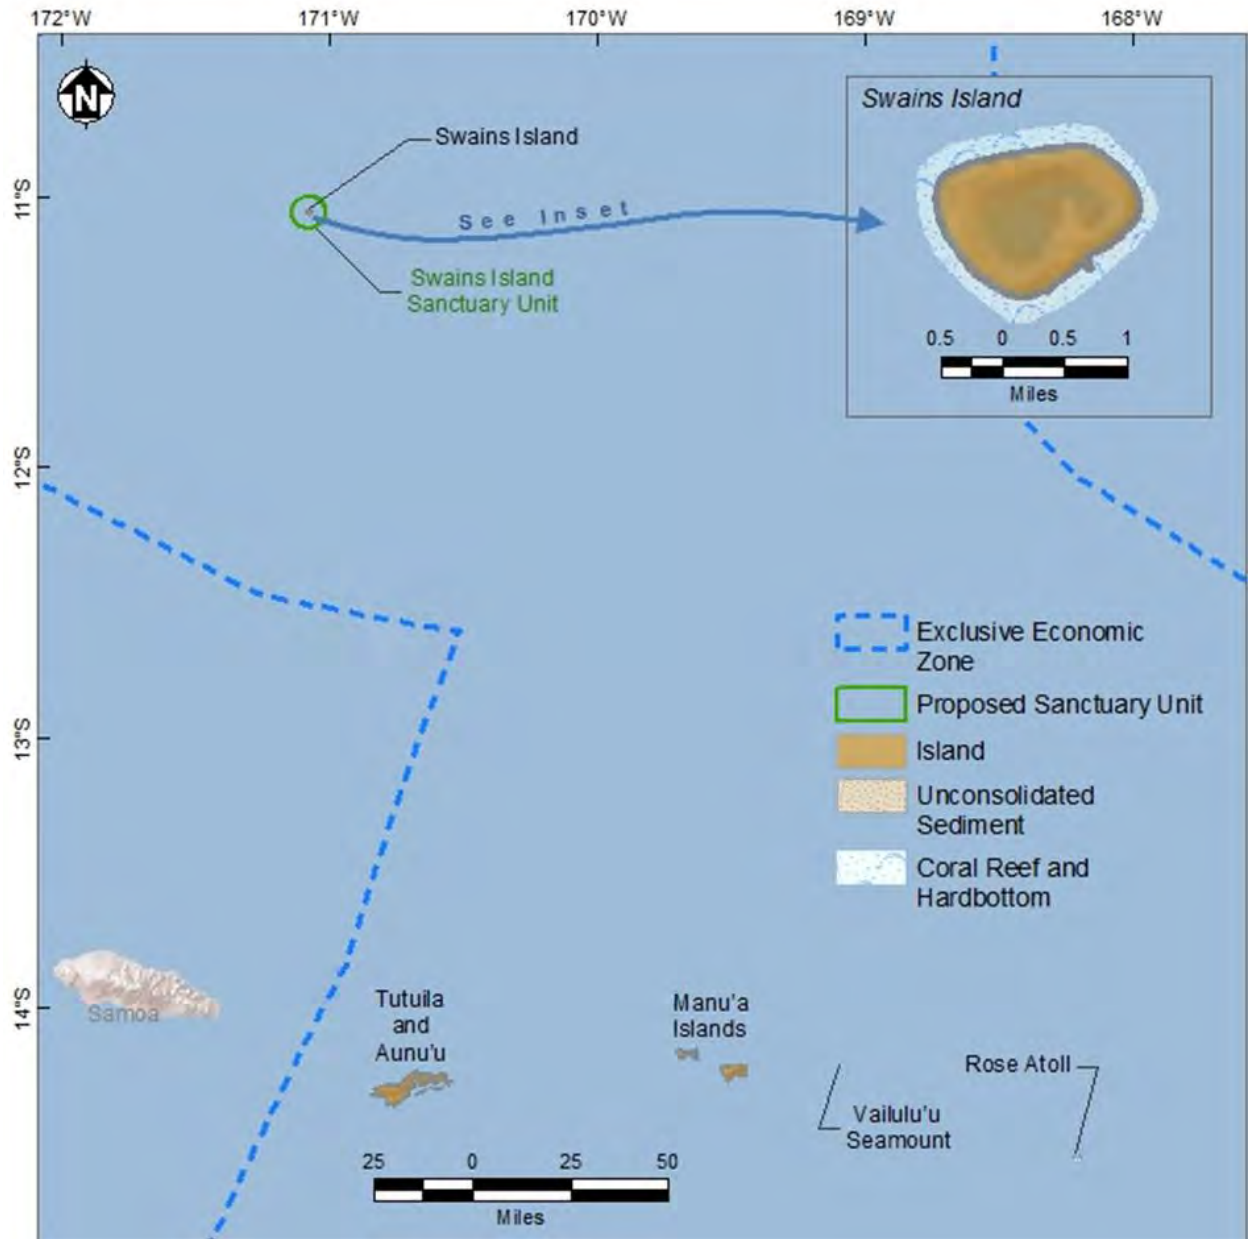 172°W 171°W 170°W 169°W 168°W
N
Swains Island
Swains Island
11°S
See Inset
Swains Island
Sanctuary Unit
0.5 0 0.5 1
Miles
12°S
Exclusive Economic
Zone
Proposed Sanctuary Unit
13°S
Island
Unconsolidated
Sediment
Coral Reef and
Hardbottom
14°S
Samoa
Tutuila
and
Aunu'u
Manu'a
Islands
Rose Atoll
Vailulu'u
Seamount
25 0 25 50
Miles